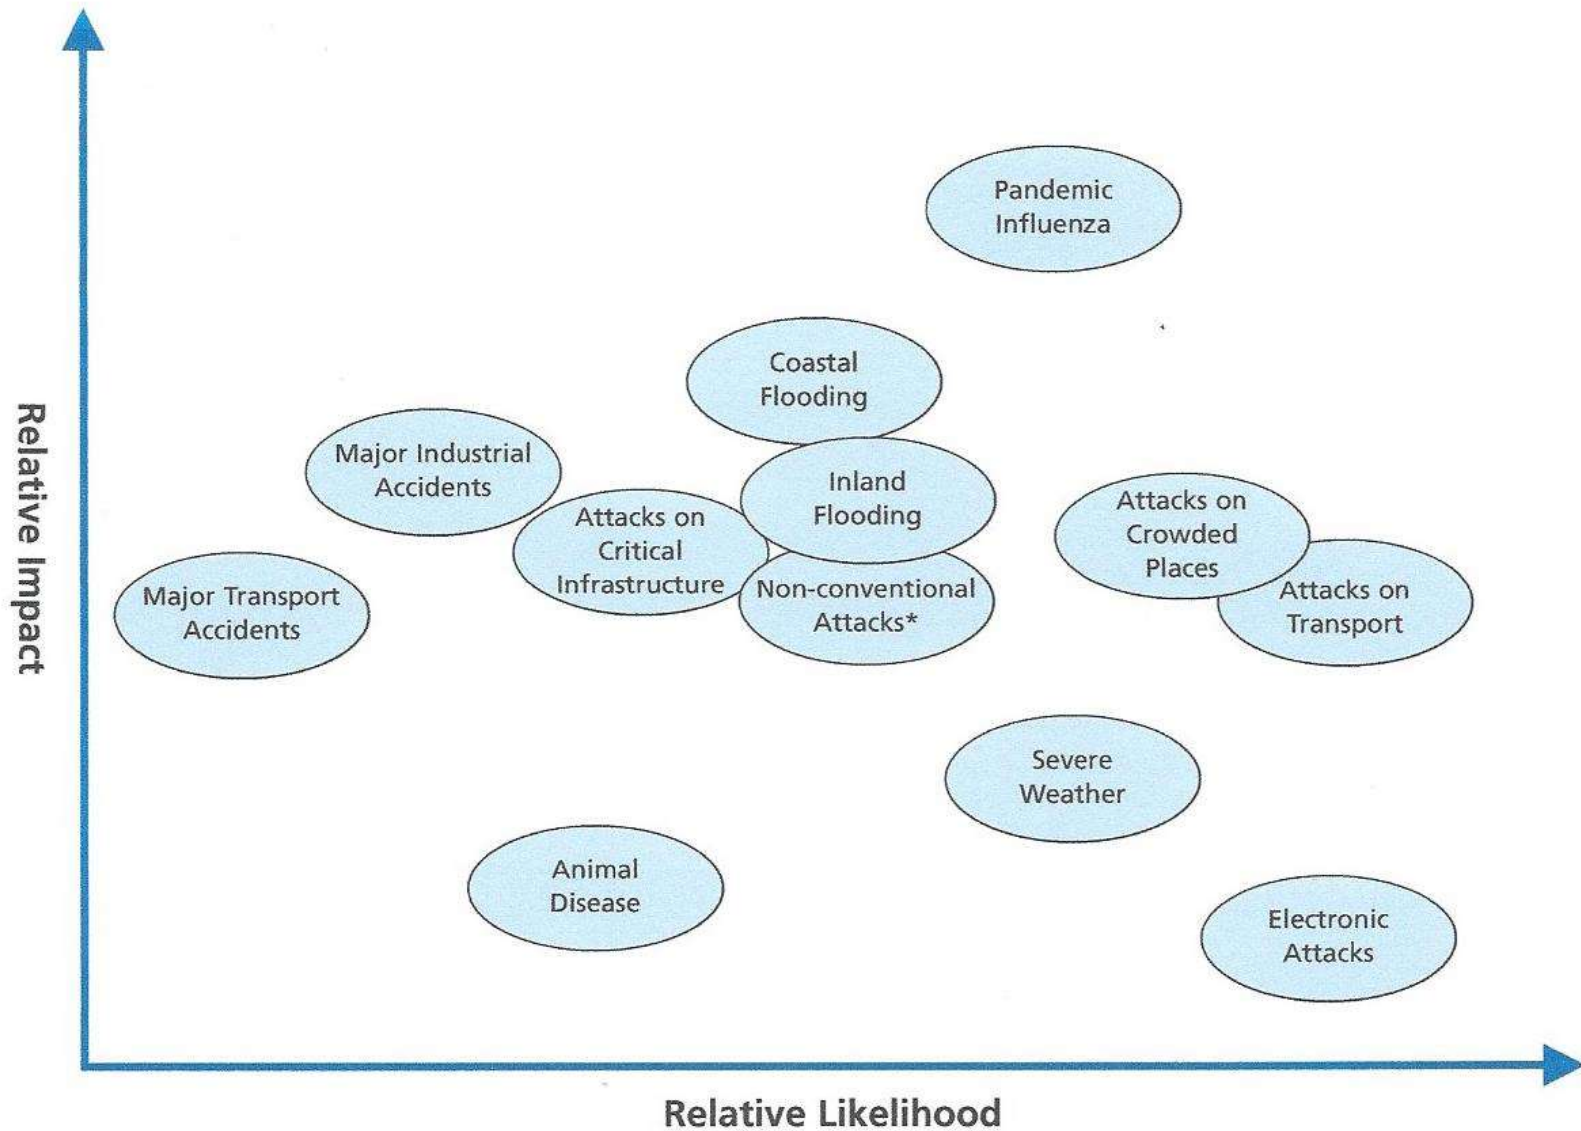 Pandemic
Influenza
Coastal
Flooding
Major Industrial
Accidents
Inland
Flooding
Attacks on
Critical
Infrastructure
Attacks on
Crowded
Places
Major Transport
Accidents
Non-conventional
Attacks*
Attacks on
Transport
Severe
Weather
Animal
Disease
Electronic
Attacks
Relative Impact
Relative Likelihood